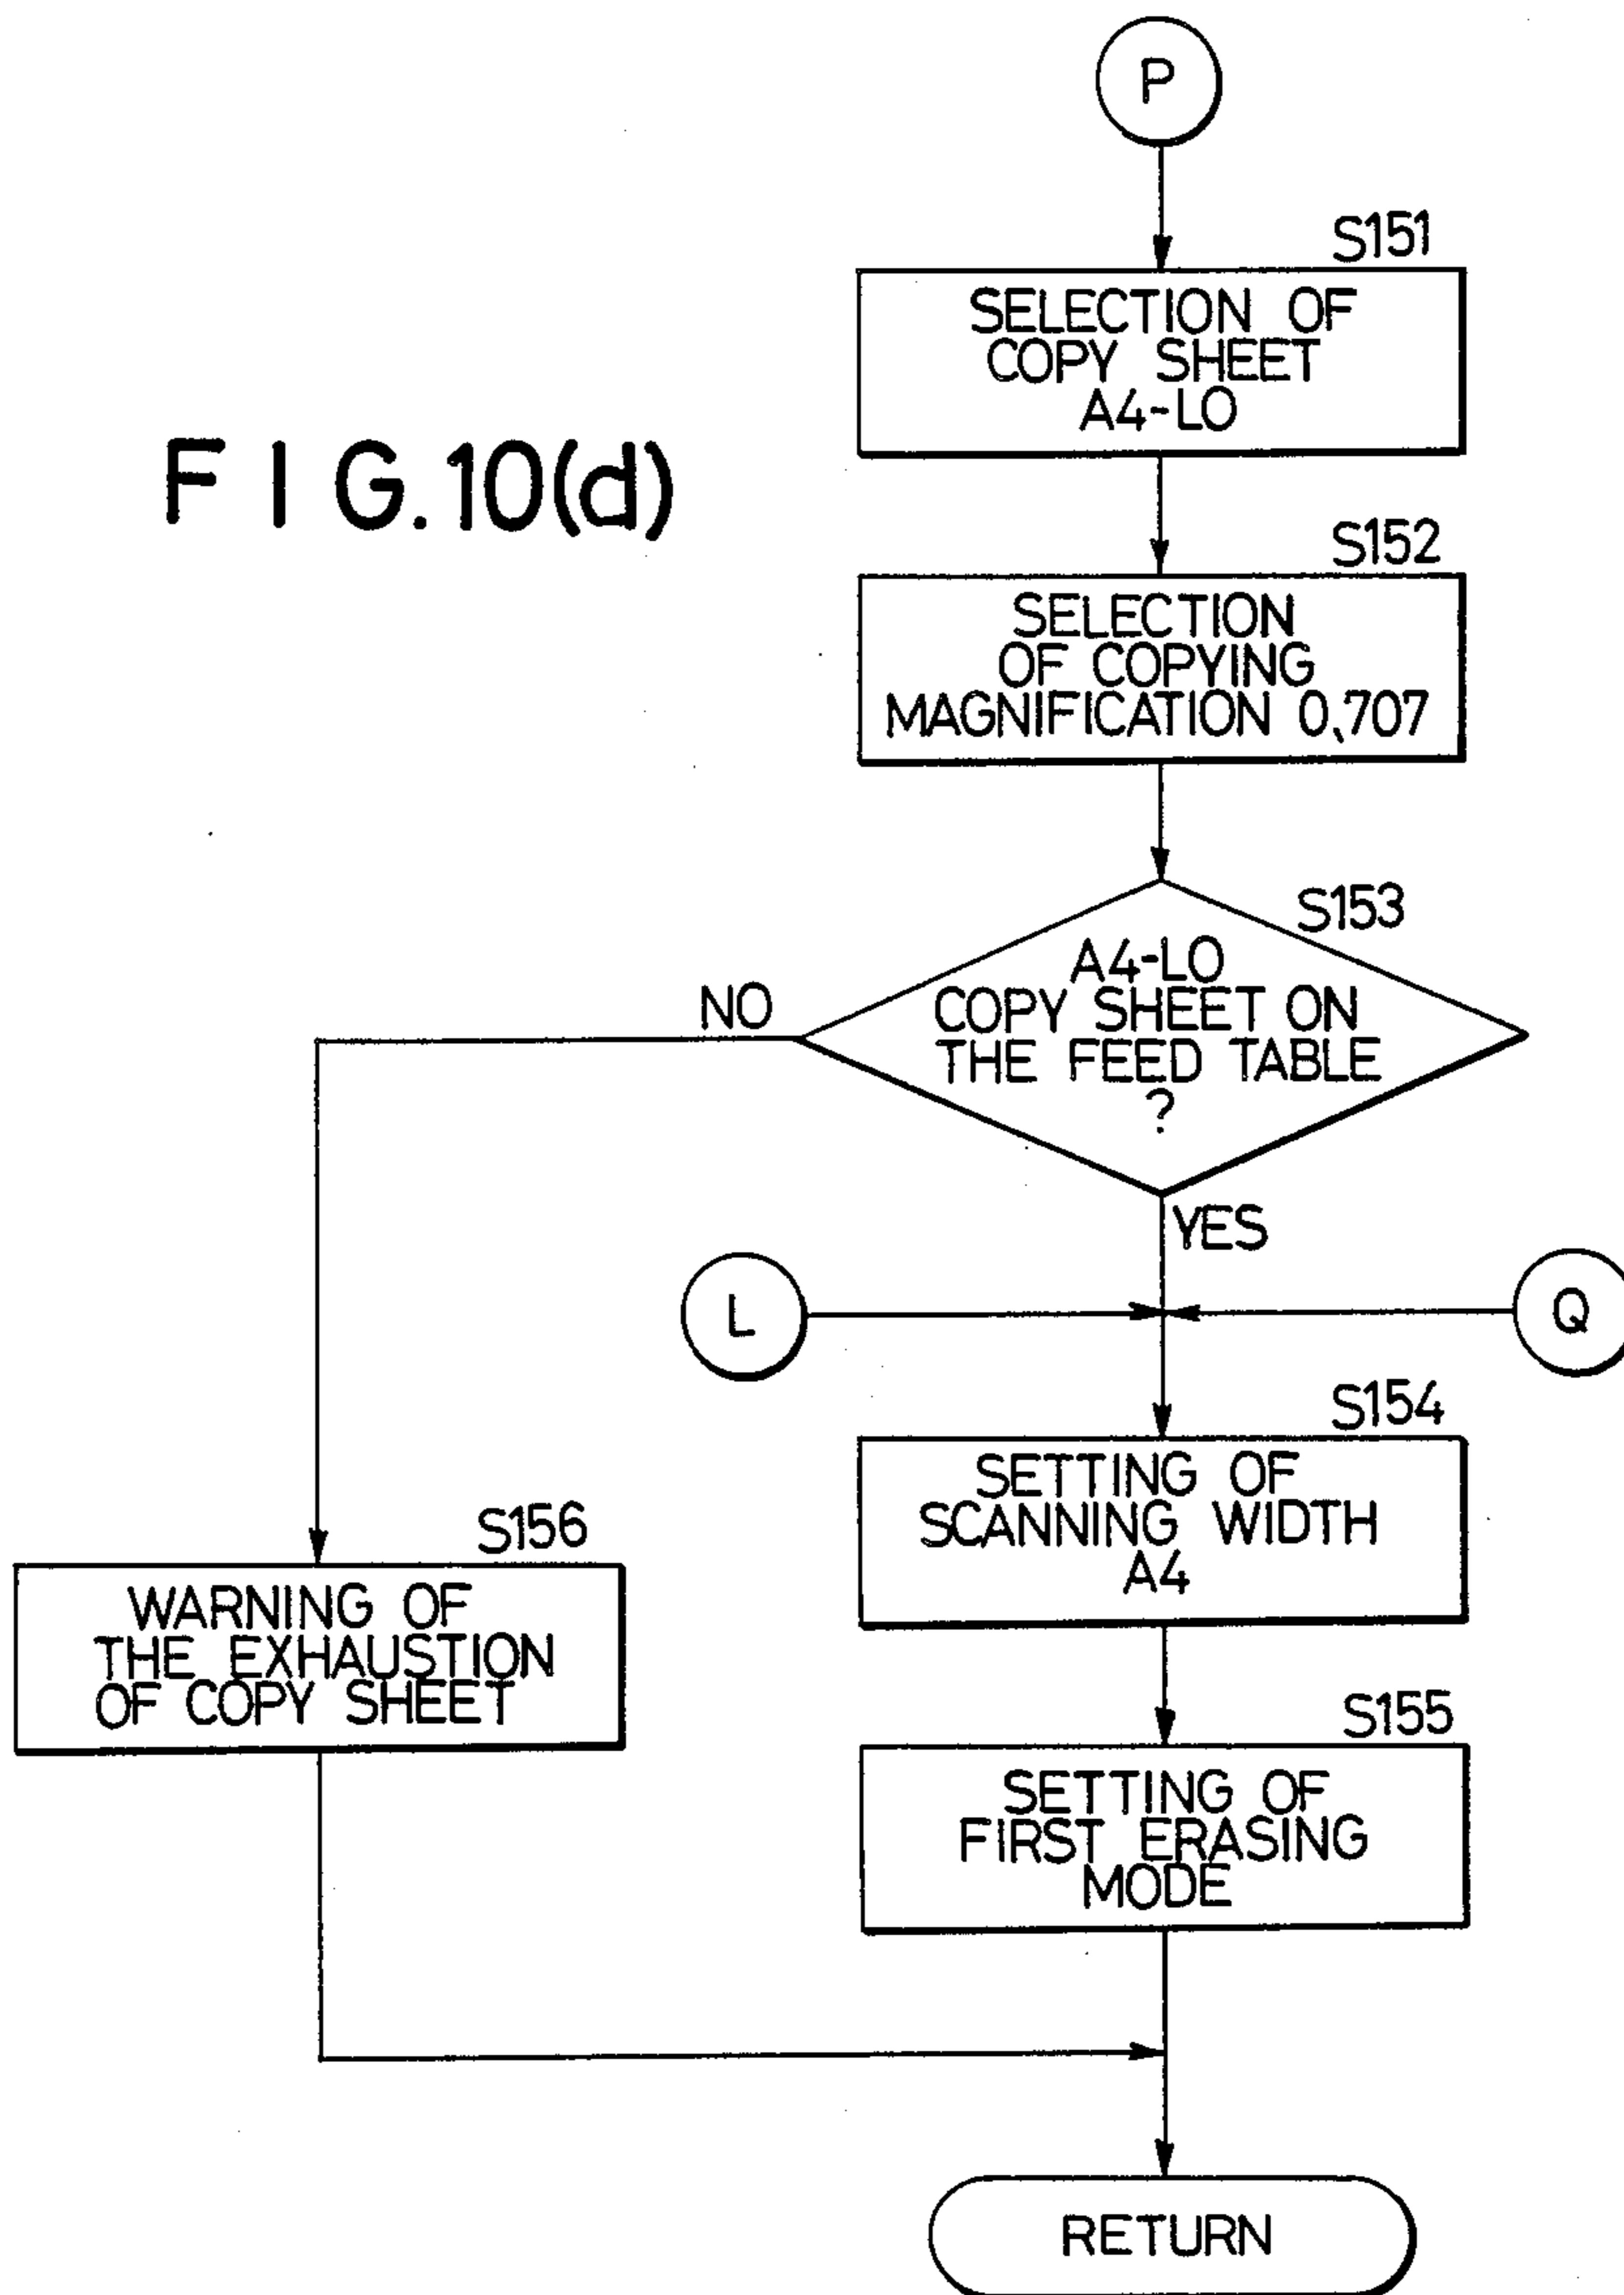 P
S151
SELECTION OF
COPY SHEET
A4-LO
F I G.10(d)
S152
SELECTION
OF COPYING
MAGNIFICATION 0.707
S153
A4-LO
COPY SHEET ON
THE FEED TABLE
?
NO
YES
L
Q
S154
SETTING OF
SCANNING WIDTH
A4
S156
WARNING OF
THE EXHAUSTION
OF COPY SHEET
S155
SETTING OF
FIRST ERASING
MODE
RETURN